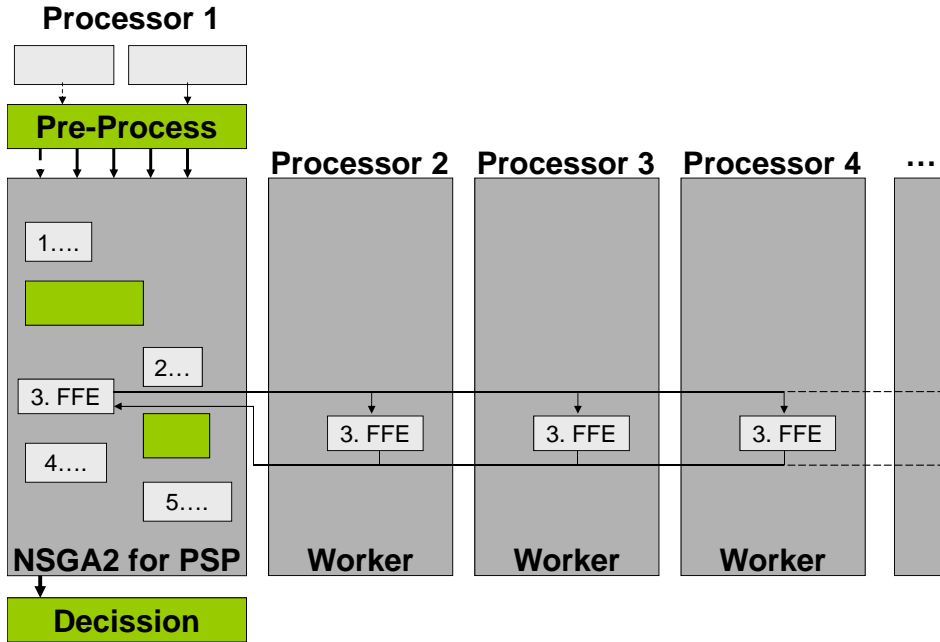 Processor 1
Pre-Process
Processor 2
Processor 3
Processor 4
...
1....
2...
3. FFE
3. FFE
3. FFE
3. FFE
4....
5....
NSGA2 for PSP
Worker
Worker
Worker
Decission